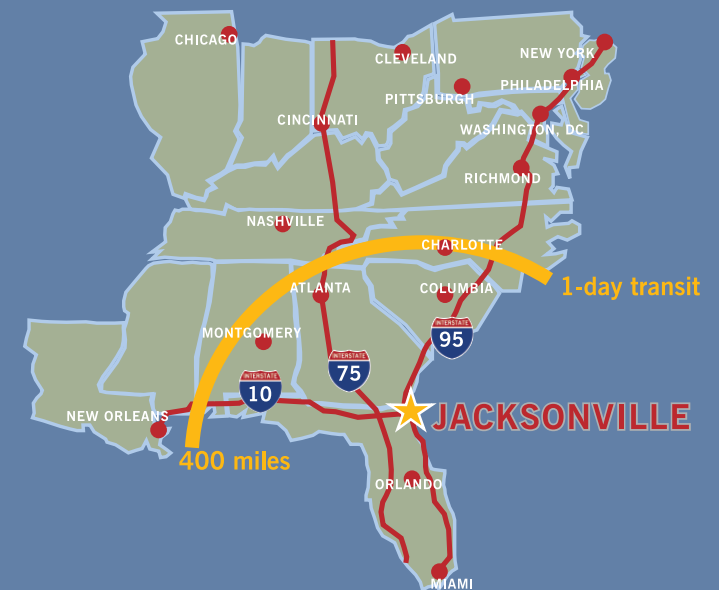 CHICAGO
CLEVELAND
NEW YORK
PITTSBURGH
PHILADELPHIA
CINCINNATI
WASHINGTON, DC
RICHMOND
NASHVILLE
CHARLOTTE
ATLANTA
COLUMBIA
1-day transit
MONTGOMERY
INTERSTATE
95
INTERSTATE
75
INTERSTATE
10
NEW ORLEANS
JACKSONVILLE
400 miles
ORLANDO
MIAMI